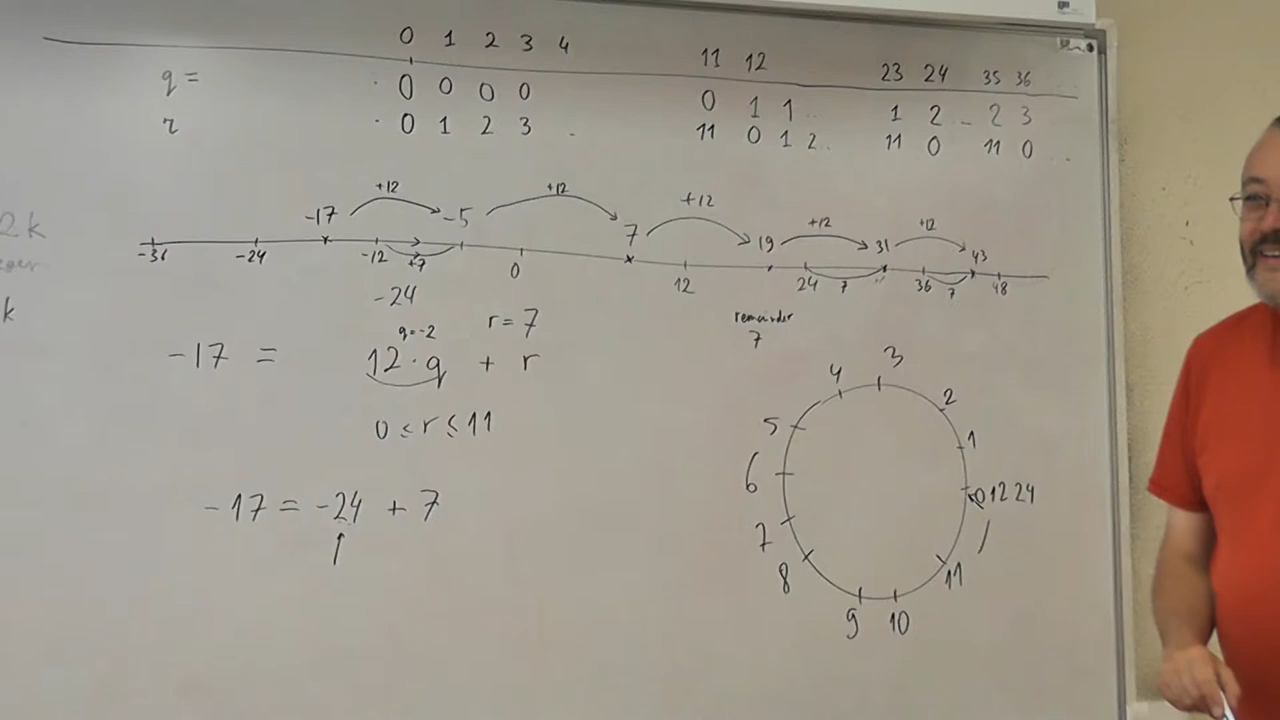 0 1 2 3 4 11 12 23 24 35 36
q = · 0 0 0 0 0 1 1 .. 1 2 – 2 3
r · 0 1 2 3 . 11 0 1 2.. 11 0 11 0 ..
+12 +12 +12 +12 +12
-17 -5 7 19 31 43
-36 -24 -12 +7 0 12 24 7 36 7 48
2k
k
-24
q=-2 r = 7
-17 = 12 · q + r
0 ≤ r ≤ 11
-17 = -24 + 7
remainder
7
3
4 2
5 1
6 0 12 24
7
8 11
9 10